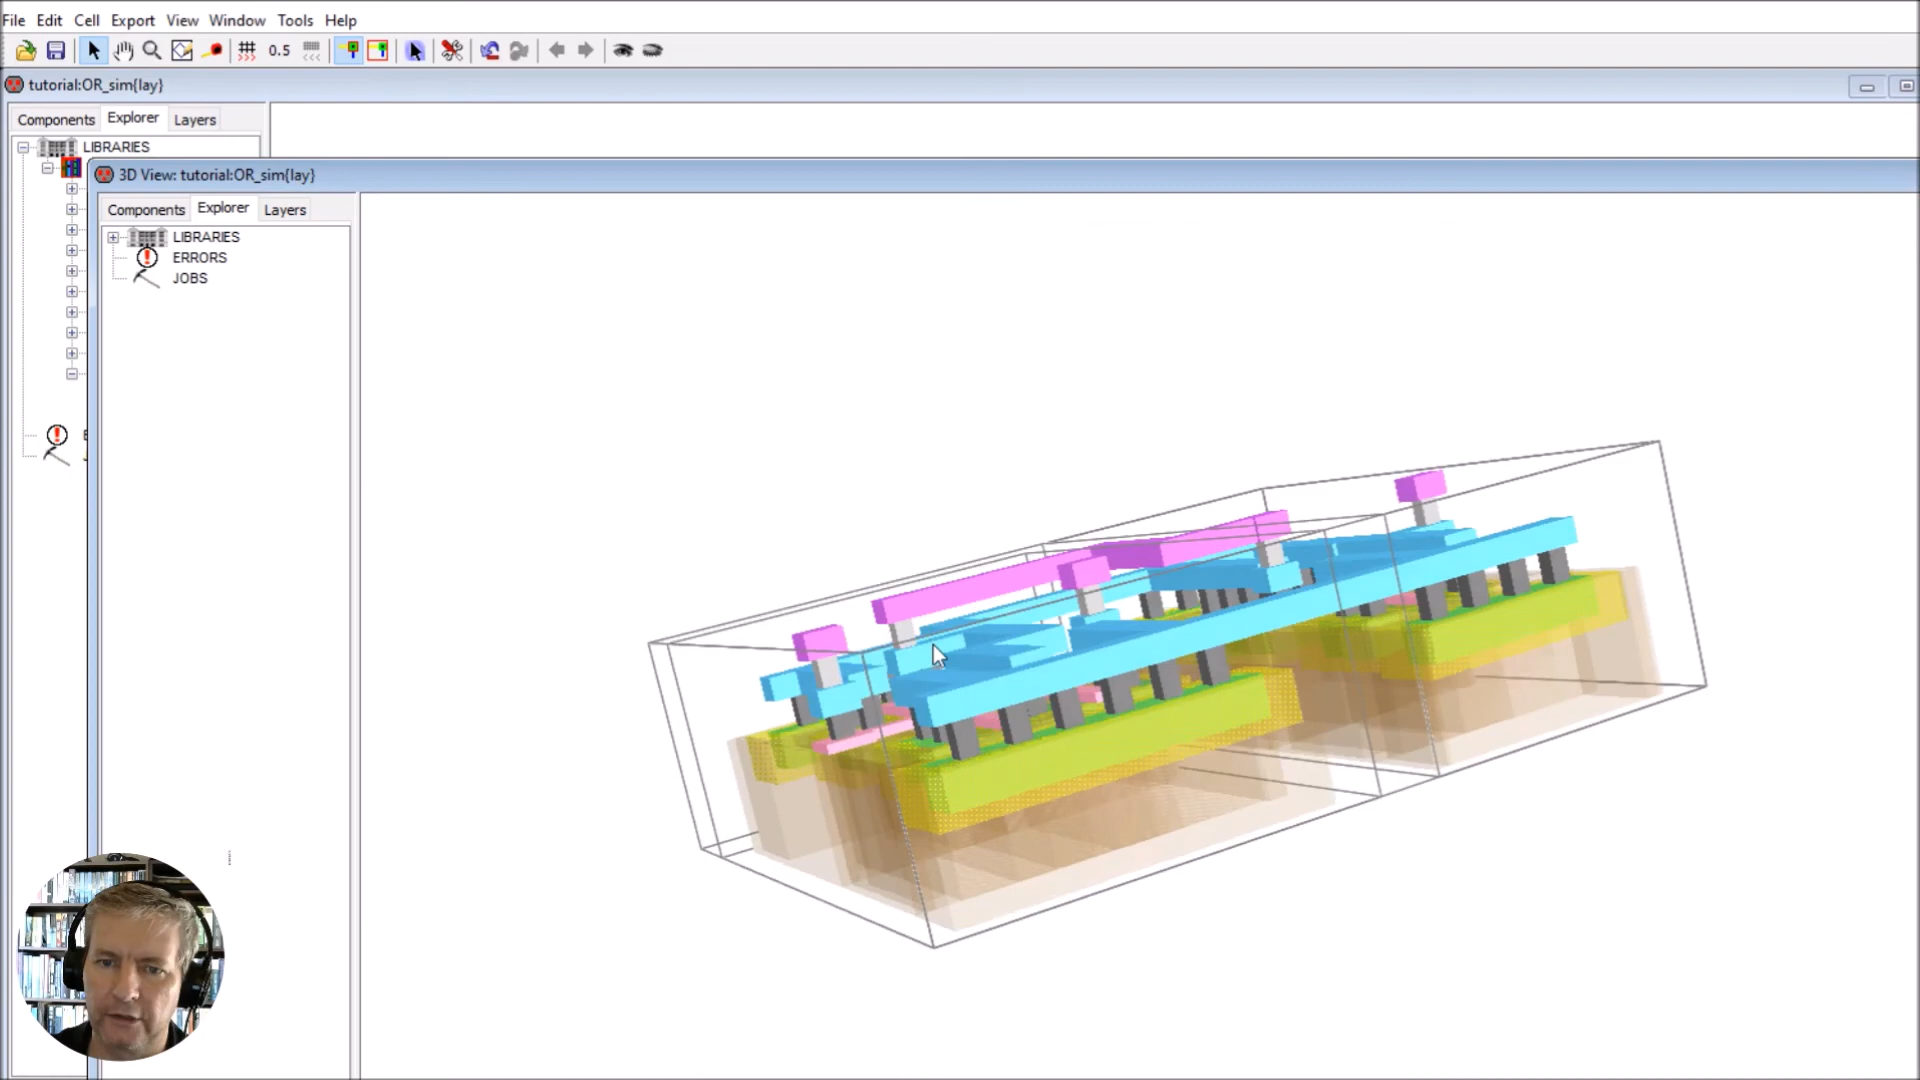 File Edit Cell Export View Window Tools Help
0.5
tutorial:OR_sim{lay}
Components Explorer Layers
LIBRARIES
3D View: tutorial:OR_sim{lay}
Components Explorer Layers
LIBRARIES
ERRORS
JOBS